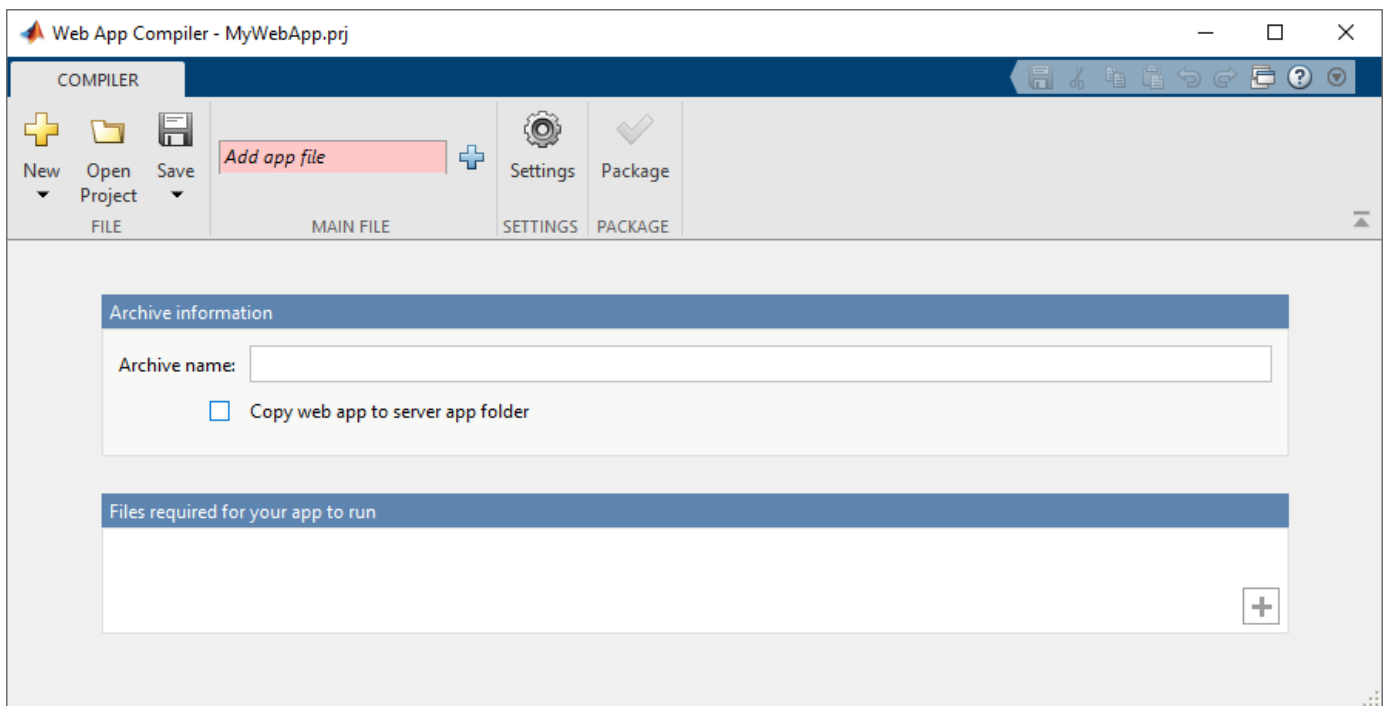 Web App Compiler - MyWebApp.prj
COMPILER
New
Open Project
Save
FILE
Add app file
MAIN FILE
Settings
SETTINGS
Package
PACKAGE
Archive information
Archive name:
Copy web app to server app folder
Files required for your app to run